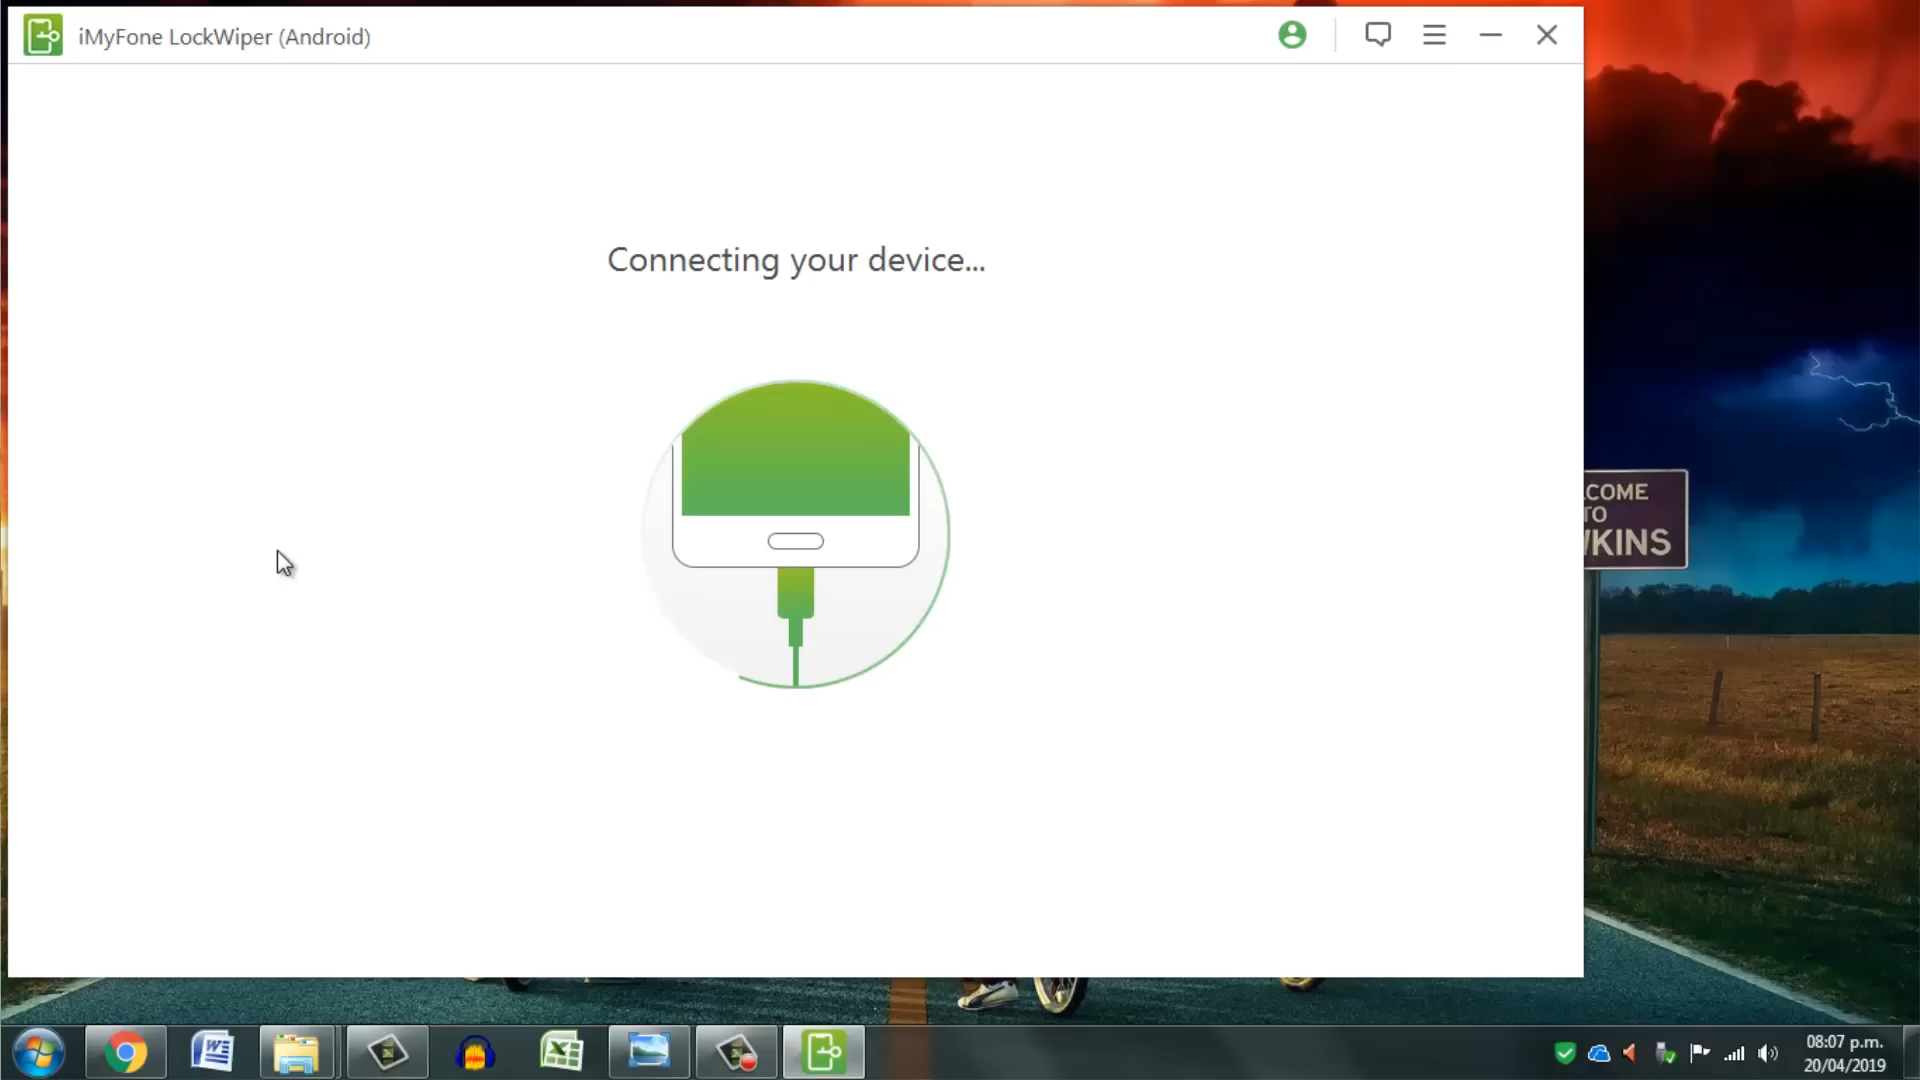 iMyFone LockWiper (Android)
Connecting your device...
COME
TO
KINS
08:07 p.m.
20/04/2019